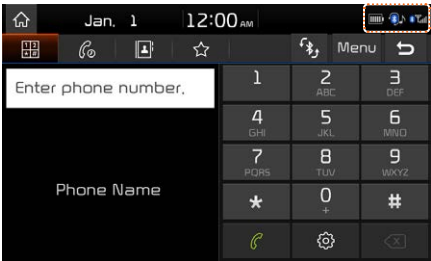 Jan. 1 12:00 AM
Menu
Enter phone number.
Phone Name
1 2 ABC 3 DEF
4 GHI 5 JKL 6 MNO
7 PQRS 8 TUV 9 WXYZ
* 0 + #